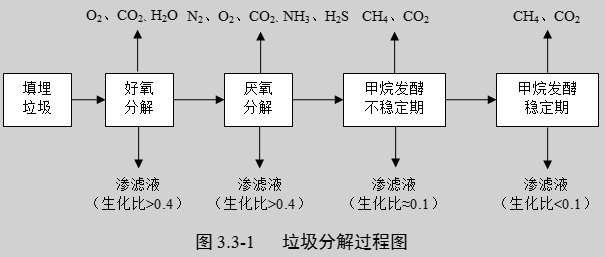 O₂、CO₂、H₂O N₂、O₂、CO₂、NH₃、H₂S CH₄、CO₂ CH₄、CO₂
填埋
垃圾
好氧
分解
厌氧
分解
甲烷发酵
不稳定期
甲烷发酵
稳定期
渗滤液
（生化比>0.4）
渗滤液
（生化比>0.4）
渗滤液
（生化比≈0.1）
渗滤液
（生化比<0.1）
图 3.3-1 垃圾分解过程图